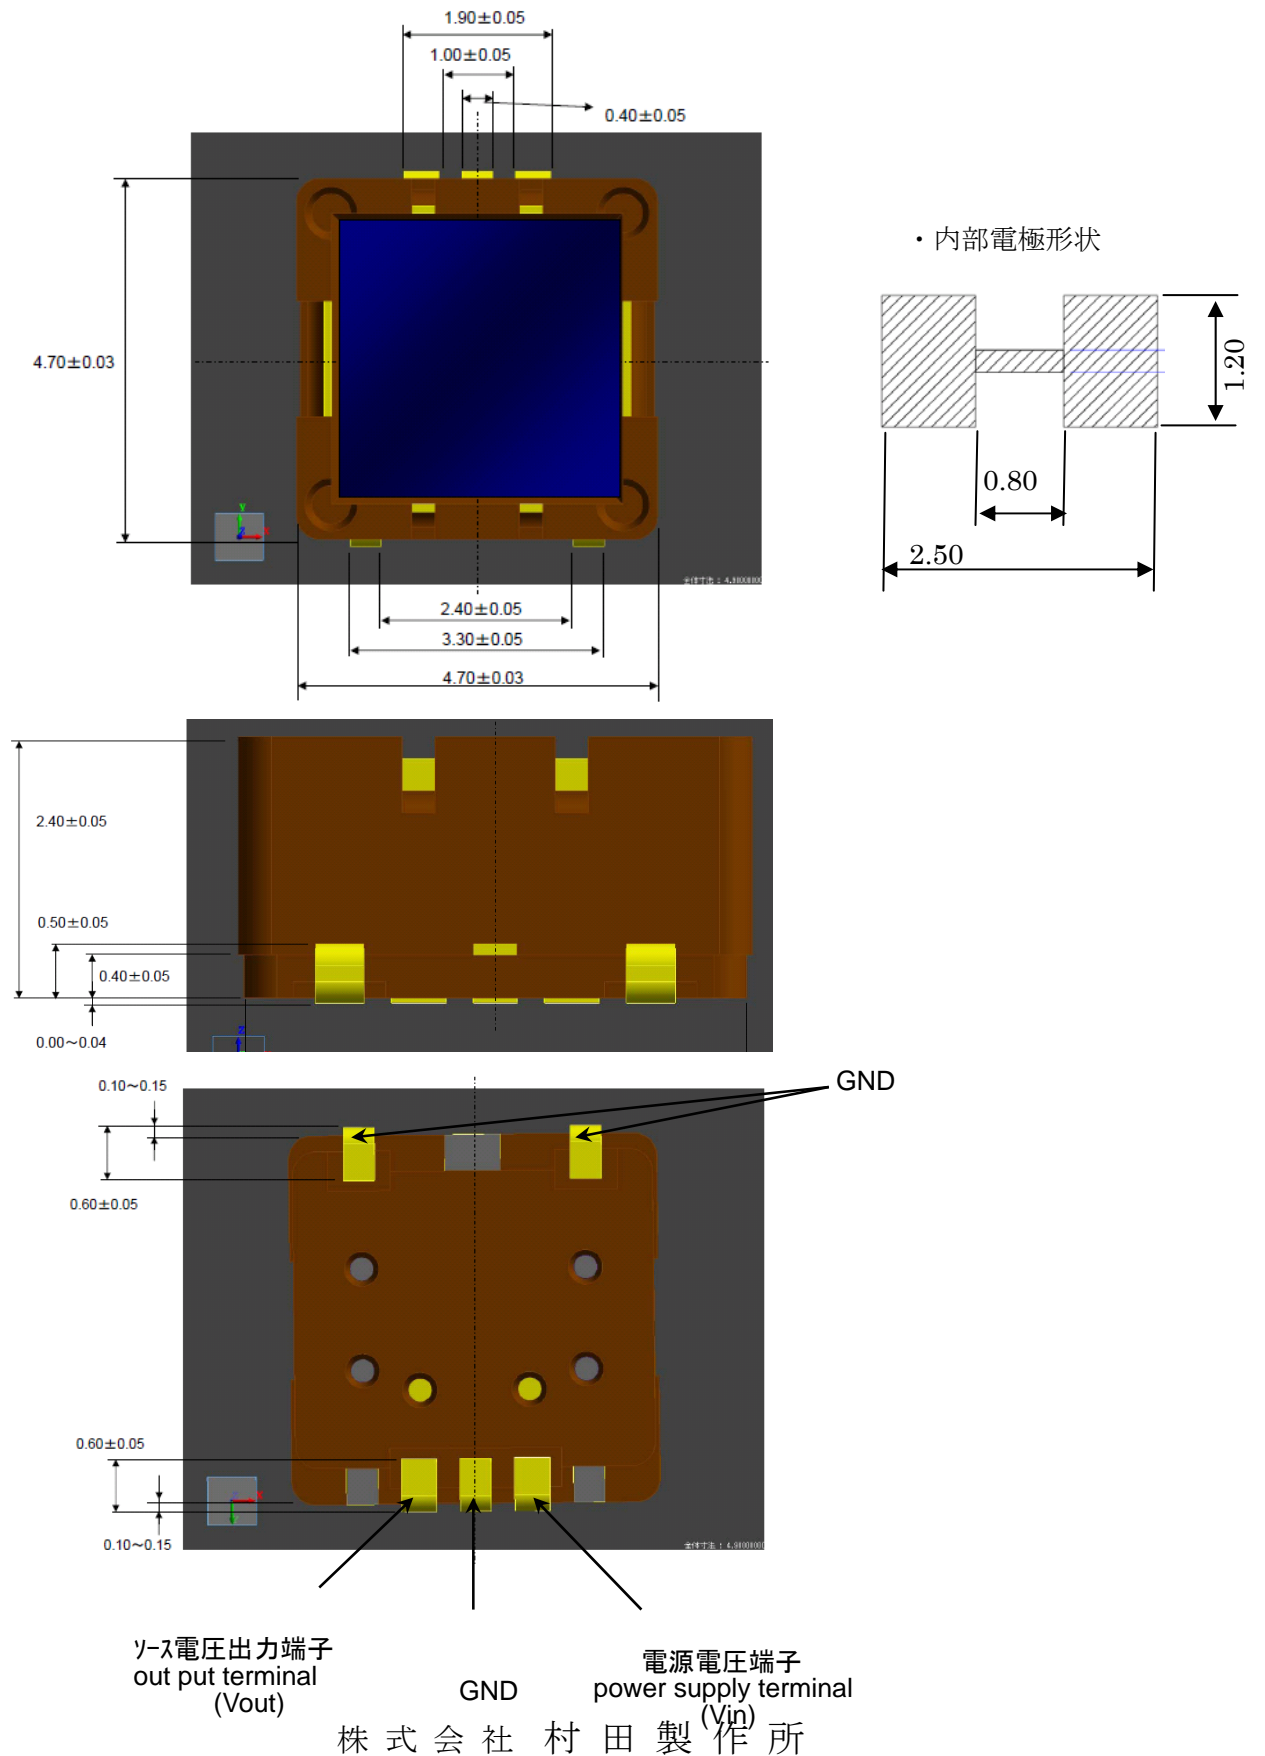 1.90±0.05
1.00±0.05
0.40±0.05
4.70±0.03
・内部電極形状
1.20
0.80
2.50
Y
Z
X
2.40±0.05
3.30±0.05
4.70±0.03
2.40±0.05
0.50±0.05
0.40±0.05
0.00~0.04
Z
0.10~0.15
GND
0.60±0.05
0.60±0.05
0.10~0.15
ｿｰｽ電圧出力端子
out put terminal
(Vout)
GND
電源電圧端子
power supply terminal
(Vin)
株式会社 村田製作所